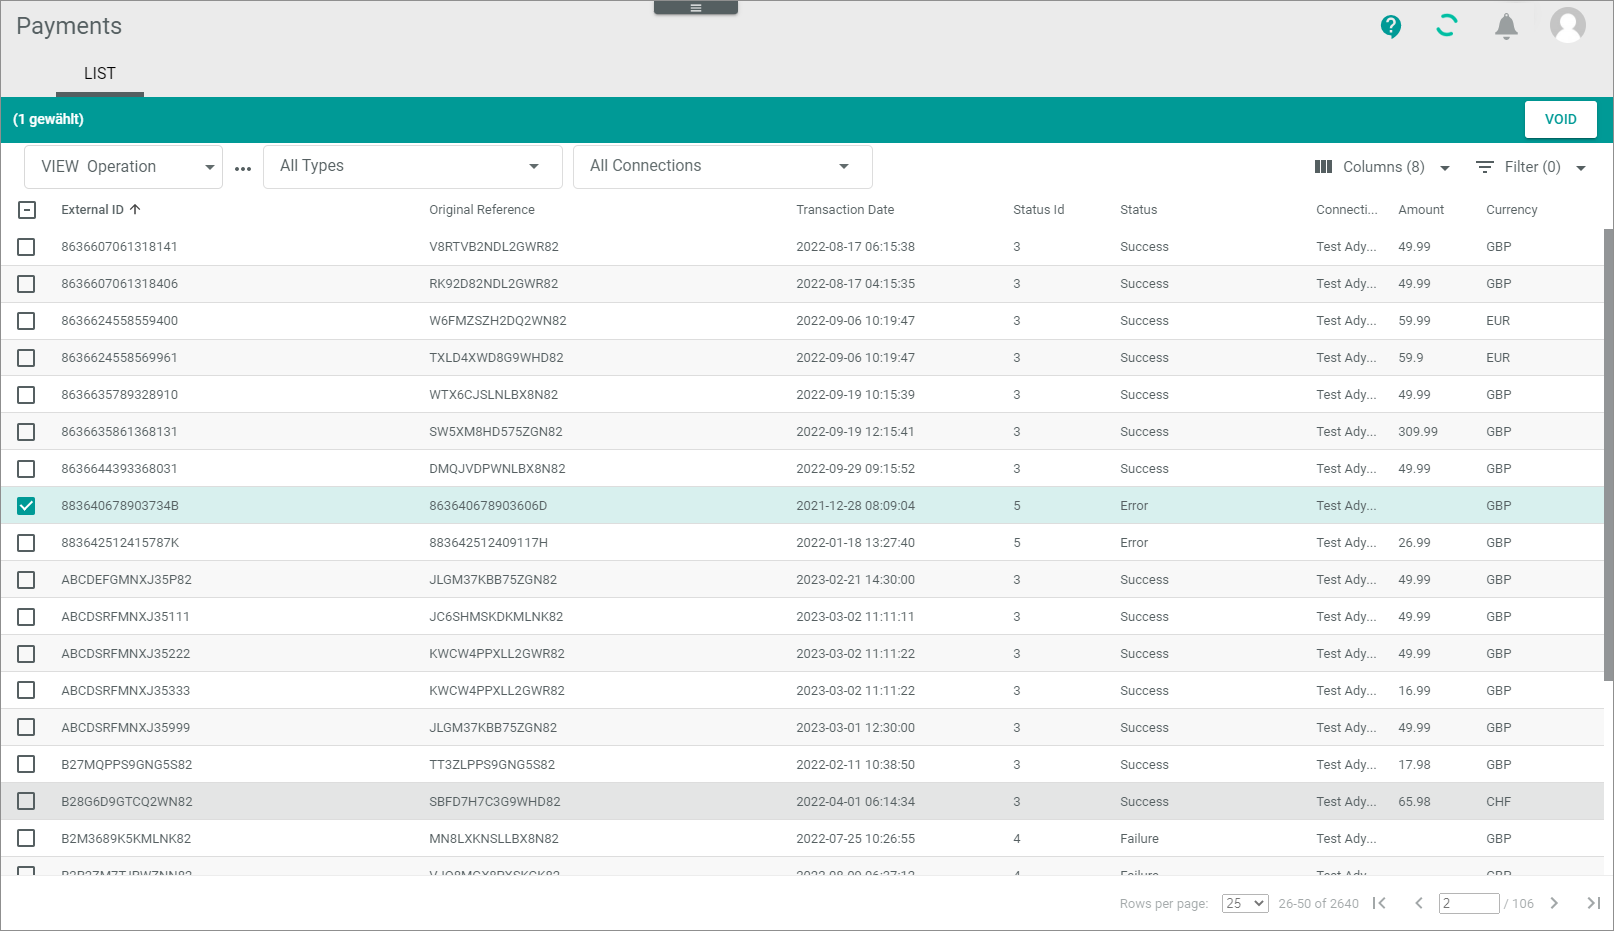 Payments
LIST
(1 gewählt)
VOID
VIEW Operation
All Types
All Connections
Columns (8)
Filter (0)
External ID Original Reference Transaction Date Status Id Status Connecti... Amount Currency
8636607061318141 V8RTVB2NDL2GWR82 2022-08-17 06:15:38 3 Success Test Ady... 49.99 GBP
8636607061318406 RK92D82NDL2GWR82 2022-08-17 04:15:35 3 Success Test Ady... 49.99 GBP
8636624558559400 W6FMZSZH2DQ2WN82 2022-09-06 10:19:47 3 Success Test Ady... 59.99 EUR
8636624558569961 TXLD4XWD8G9WHD82 2022-09-06 10:19:47 3 Success Test Ady... 59.9 EUR
8636635789328910 WTX6CJSLNLBX8N82 2022-09-19 10:15:39 3 Success Test Ady... 49.99 GBP
8636635861368131 SW5XM8HD575ZGN82 2022-09-19 12:15:41 3 Success Test Ady... 309.99 GBP
8636644393368031 DMQJVDPWNLBX8N82 2022-09-29 09:15:52 3 Success Test Ady... 49.99 GBP
883640678903734B 863640678903606D 2021-12-28 08:09:04 5 Error Test Ady... GBP
883642512415787K 883642512409117H 2022-01-18 13:27:40 5 Error Test Ady... 26.99 GBP
ABCDEFGMNXJ35P82 JLGM37KBB75ZGN82 2023-02-21 14:30:00 3 Success Test Ady... 49.99 GBP
ABCDSRFMNXJ35111 JC6SHMSKDKMLNK82 2023-03-02 11:11:11 3 Success Test Ady... 49.99 GBP
ABCDSRFMNXJ35222 KWCW4PPXLL2GWR82 2023-03-02 11:11:22 3 Success Test Ady... 49.99 GBP
ABCDSRFMNXJ35333 KWCW4PPXLL2GWR82 2023-03-02 11:11:22 3 Success Test Ady... 16.99 GBP
ABCDSRFMNXJ35999 JLGM37KBB75ZGN82 2023-03-01 12:30:00 3 Success Test Ady... 49.99 GBP
B27MQPPS9GNG5S82 TT3ZLPPS9GNG5S82 2022-02-11 10:38:50 3 Success Test Ady... 17.98 GBP
B28G6D9GTCQ2WN82 SBFD7H7C3G9WHD82 2022-04-01 06:14:34 3 Success Test Ady... 65.98 CHF
B2M3689K5KMLNK82 MN8LXKNSLLBX8N82 2022-07-25 10:26:55 4 Failure Test Ady... GBP
Rows per page: 25 26-50 of 2640 2 / 106